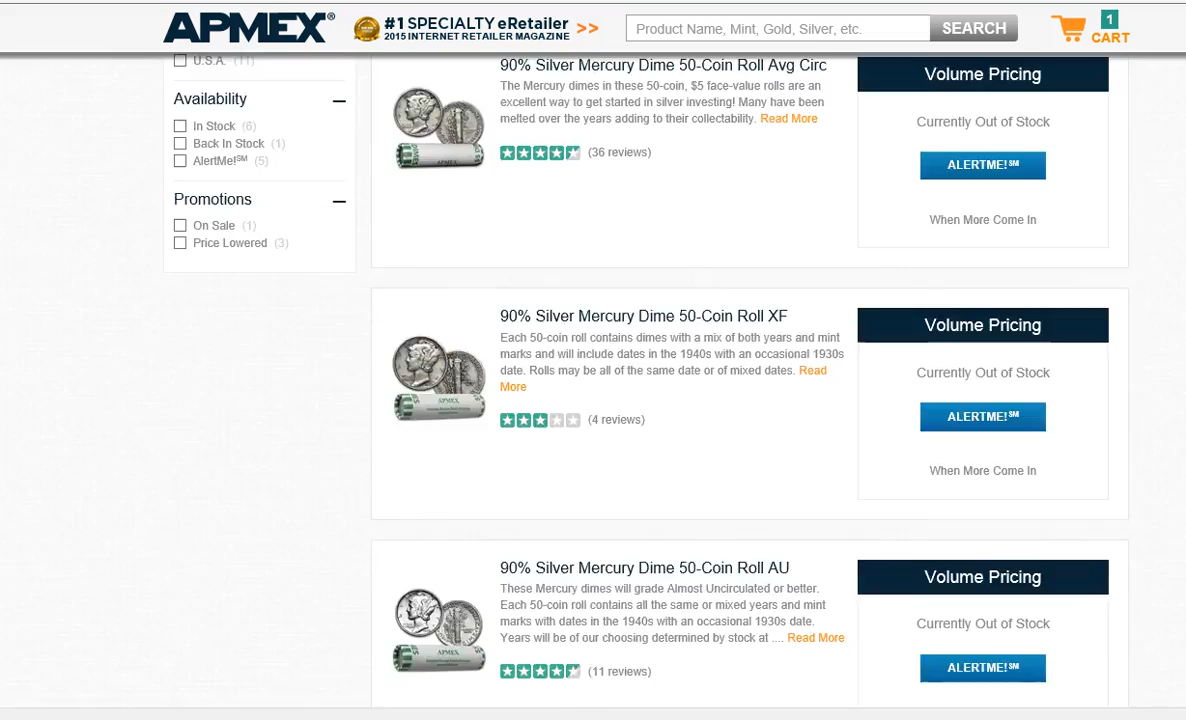 APMEX®
#1 SPECIALTY eRetailer >>
2015 INTERNET RETAILER MAGAZINE
Product Name, Mint, Gold, Silver, etc.
SEARCH
1
CART
U.S.A. (11)
Availability
In Stock (6)
Back In Stock (1)
AlertMe!SM (5)
Promotions
On Sale (1)
Price Lowered (3)
90% Silver Mercury Dime 50-Coin Roll Avg Circ
The Mercury dimes in these 50-coin, $5 face-value rolls are an
excellent way to get started in silver investing! Many have been
melted over the years adding to their collectability. Read More
(36 reviews)
APMEX
Volume Pricing
Currently Out of Stock
ALERTME!SM
When More Come In
90% Silver Mercury Dime 50-Coin Roll XF
Each 50-coin roll contains dimes with a mix of both years and mint
marks and will include dates in the 1940s with an occasional 1930s
date. Rolls may be all of the same date or of mixed dates. Read
More
(4 reviews)
APMEX
Volume Pricing
Currently Out of Stock
ALERTME!SM
When More Come In
90% Silver Mercury Dime 50-Coin Roll AU
These Mercury dimes will grade Almost Uncirculated or better.
Each 50-coin roll contains all the same or mixed years and mint
marks with dates in the 1940s with an occasional 1930s date.
Years will be of our choosing determined by stock at .... Read More
(11 reviews)
APMEX
Volume Pricing
Currently Out of Stock
ALERTME!SM